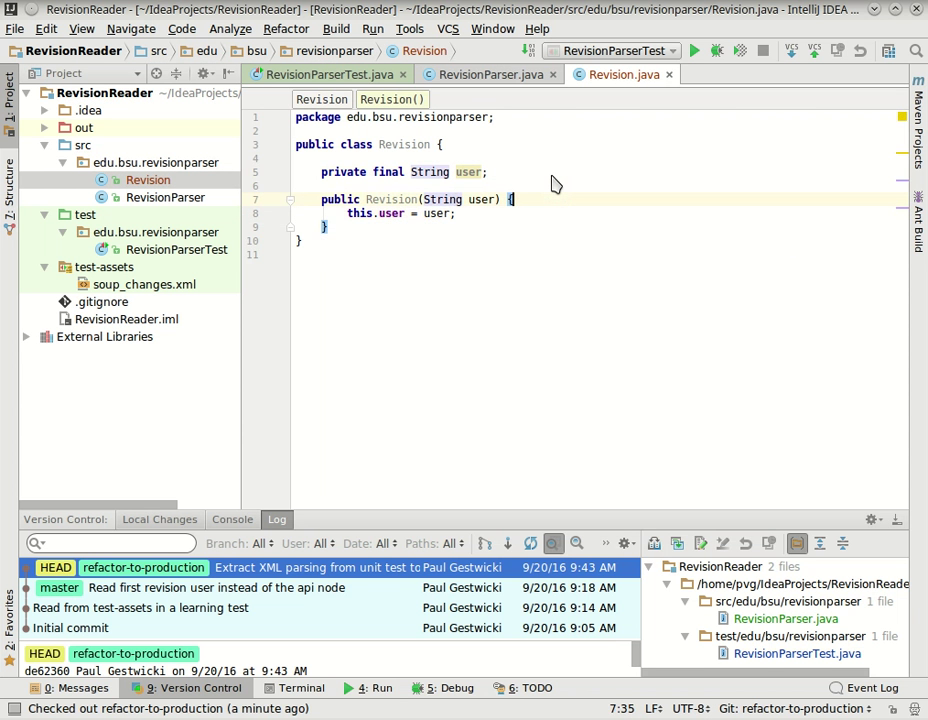 RevisionReader - [~/IdeaProjects/RevisionReader] - [RevisionReader] - ~/IdeaProjects/RevisionReader/src/edu/bsu/revisionparser/Revision.java - IntelliJ IDEA ...
File Edit View Navigate Code Analyze Refactor Build Run Tools VCS Window Help
RevisionReader src edu bsu revisionparser Revision RevisionParserTest VCS VCS
1: Project
7: Structure
2: Favorites
Project
RevisionReader ~/IdeaProjects/
.idea
out
src
edu.bsu.revisionparser
Revision
RevisionParser
test
edu.bsu.revisionparser
RevisionParserTest
test-assets
soup_changes.xml
.gitignore
RevisionReader.iml
External Libraries
RevisionParserTest.java RevisionParser.java Revision.java
Revision Revision()
1 package edu.bsu.revisionparser;
2
3 public class Revision {
4
5 private final String user;
6
7 public Revision(String user) {
8 this.user = user;
9 }
10 }
11
Maven Projects
Ant Build
Version Control: Local Changes Console Log
Branch: All User: All Date: All Paths: All
HEAD refactor-to-production Extract XML parsing from unit test to Paul Gestwicki 9/20/16 9:43 AM
master Read first revision user instead of the api node Paul Gestwicki 9/20/16 9:18 AM
Read from test-assets in a learning test Paul Gestwicki 9/20/16 9:14 AM
Initial commit Paul Gestwicki 9/20/16 9:05 AM
HEAD refactor-to-production
de62360 Paul Gestwicki on 9/20/16 at 9:43 AM
RevisionReader 2 files
/home/pvg/IdeaProjects/RevisionReade
src/edu/bsu/revisionparser 1 file
RevisionParser.java
test/edu/bsu/revisionparser 1 file
RevisionParserTest.java
0: Messages 9: Version Control Terminal 4: Run 5: Debug 6: TODO Event Log
Checked out refactor-to-production (a minute ago) 7:35 LF÷ UTF-8÷ Git: refactor-to-production÷